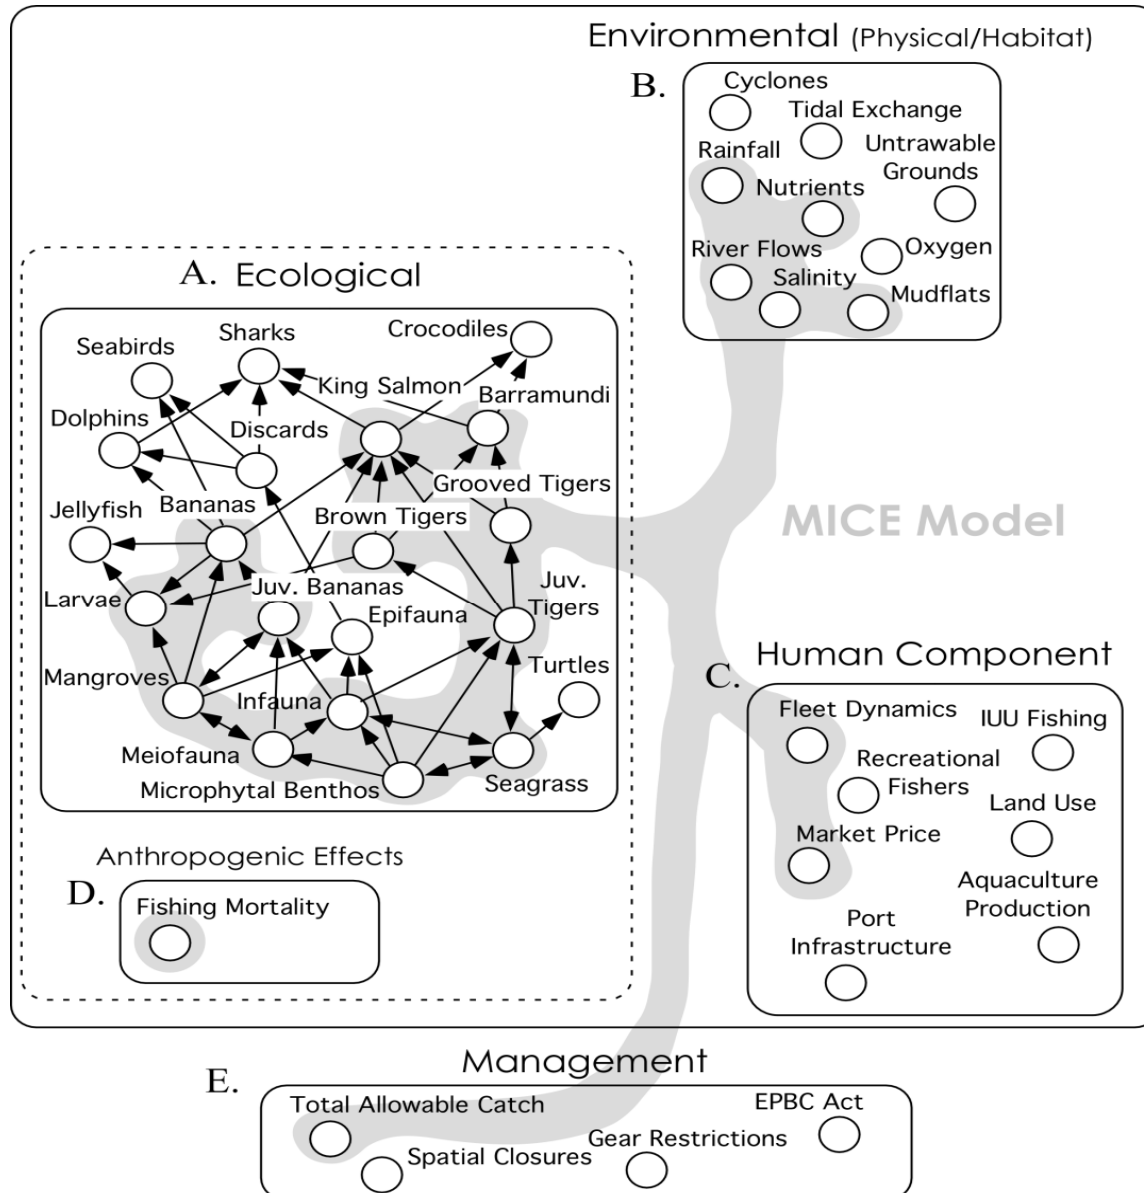 Environmental (Physical/Habitat)
B.
Cyclones
Tidal Exchange
Rainfall
Untrawable
Grounds
Nutrients
River Flows
Oxygen
Salinity
Mudflats
A. Ecological
Sharks
Crocodiles
Seabirds
King Salmon
Barramundi
Dolphins
Discards
Grooved Tigers
Bananas
Jellyfish
Brown Tigers
MICE Model
Juv. Bananas
Juv.
Tigers
Larvae
Epifauna
Turtles
Mangroves
Infauna
Meiofauna
Microphytal Benthos
Seagrass
Human Component
C.
Fleet Dynamics
IUU Fishing
Recreational
Fishers
Land Use
Market Price
Aquaculture
Production
Port
Infrastructure
Anthropogenic Effects
D.
Fishing Mortality
Management
E.
Total Allowable Catch
EPBC Act
Gear Restrictions
Spatial Closures